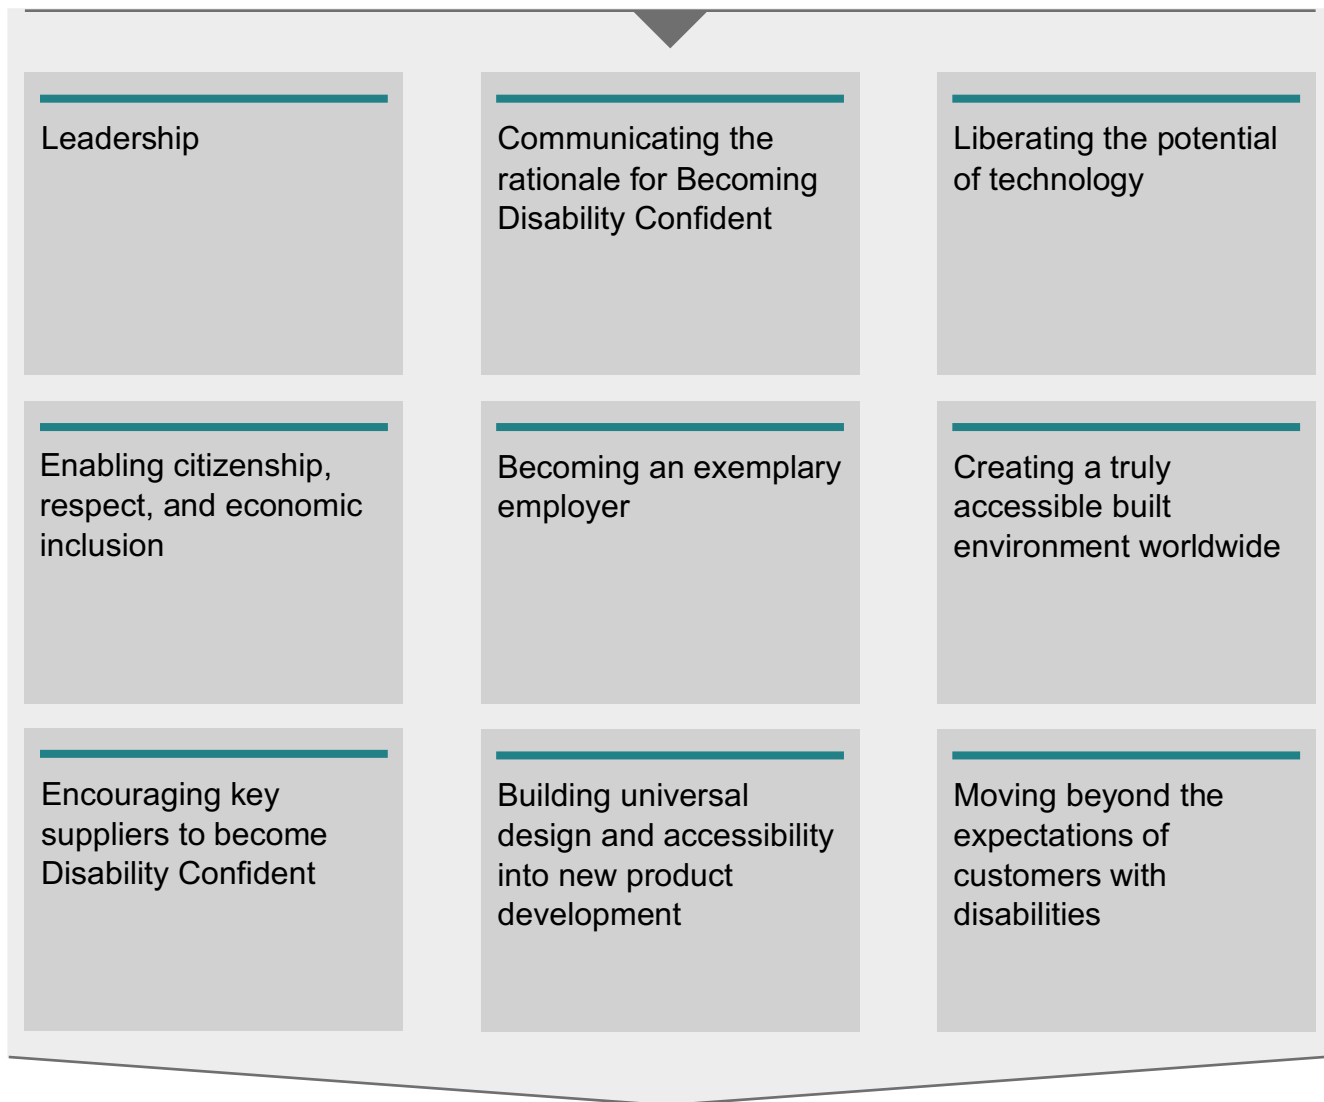 Leadership
Communicating the
rationale for Becoming
Disability Confident
Liberating the potential
of technology
Enabling citizenship,
respect, and economic
inclusion
Becoming an exemplary
employer
Creating a truly
accessible built
environment worldwide
Encouraging key
suppliers to become
Disability Confident
Building universal
design and accessibility
into new product
development
Moving beyond the
expectations of
customers with
disabilities